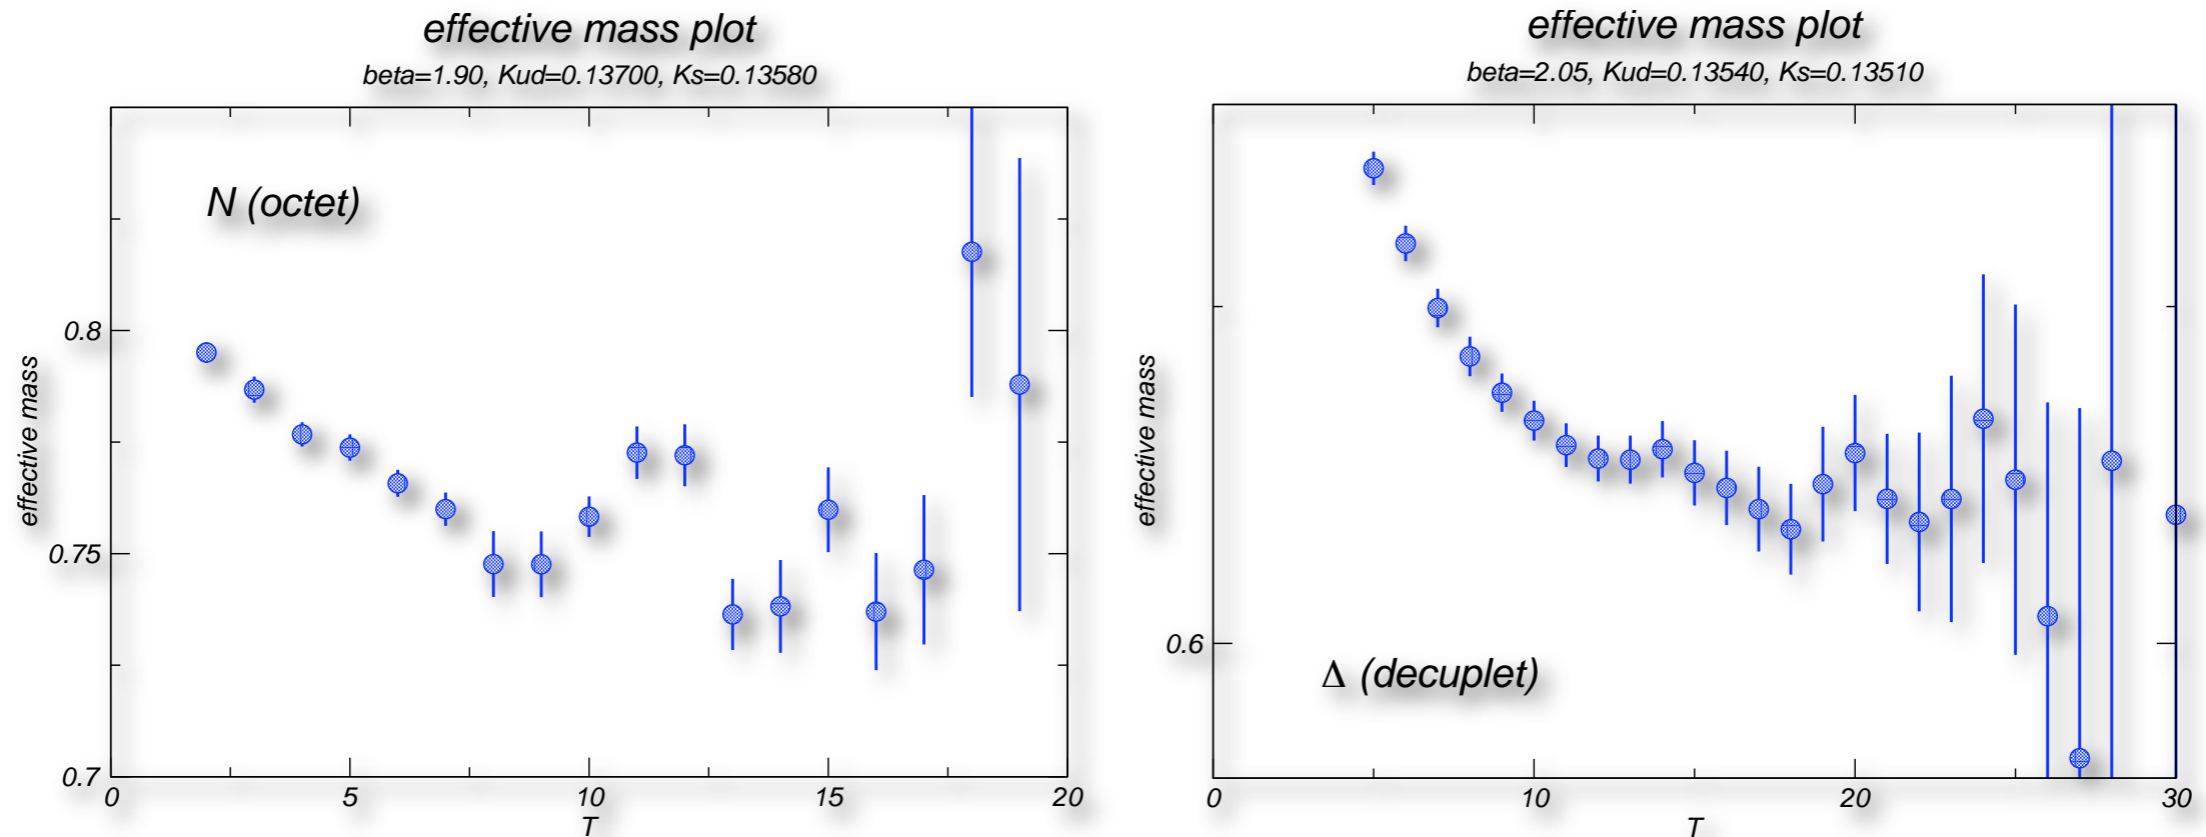 effective mass plot
beta=1.90, Kud=0.13700, Ks=0.13580
N (octet)
0.8
0.75
0.7
effective mass
0
5
10
15
20
T
effective mass plot
beta=2.05, Kud=0.13540, Ks=0.13510
effective mass
0.6
Δ (decuplet)
0
10
20
30
T